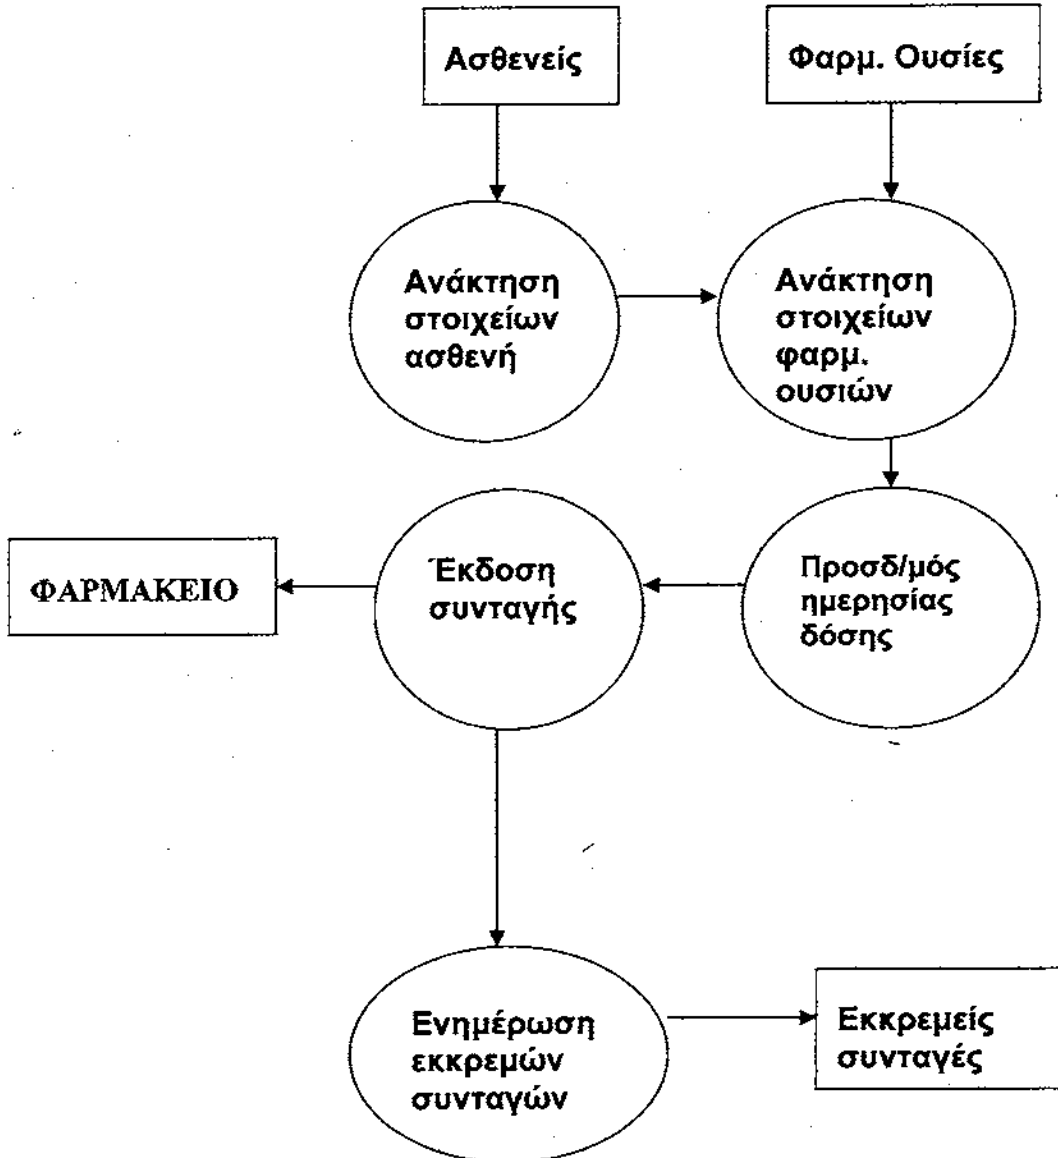 Ασθενείς
Φαρμ. Ουσίες
Ανάκτηση
στοιχείων
ασθενή
Ανάκτηση
στοιχείων
φαρμ.
ουσιών
ΦΑΡΜΑΚΕΙΟ
Έκδοση
συνταγής
Προσδ/μός
ημερησίας
δόσης
Ενημέρωση
εκκρεμών
συνταγών
Εκκρεμείς
συνταγές